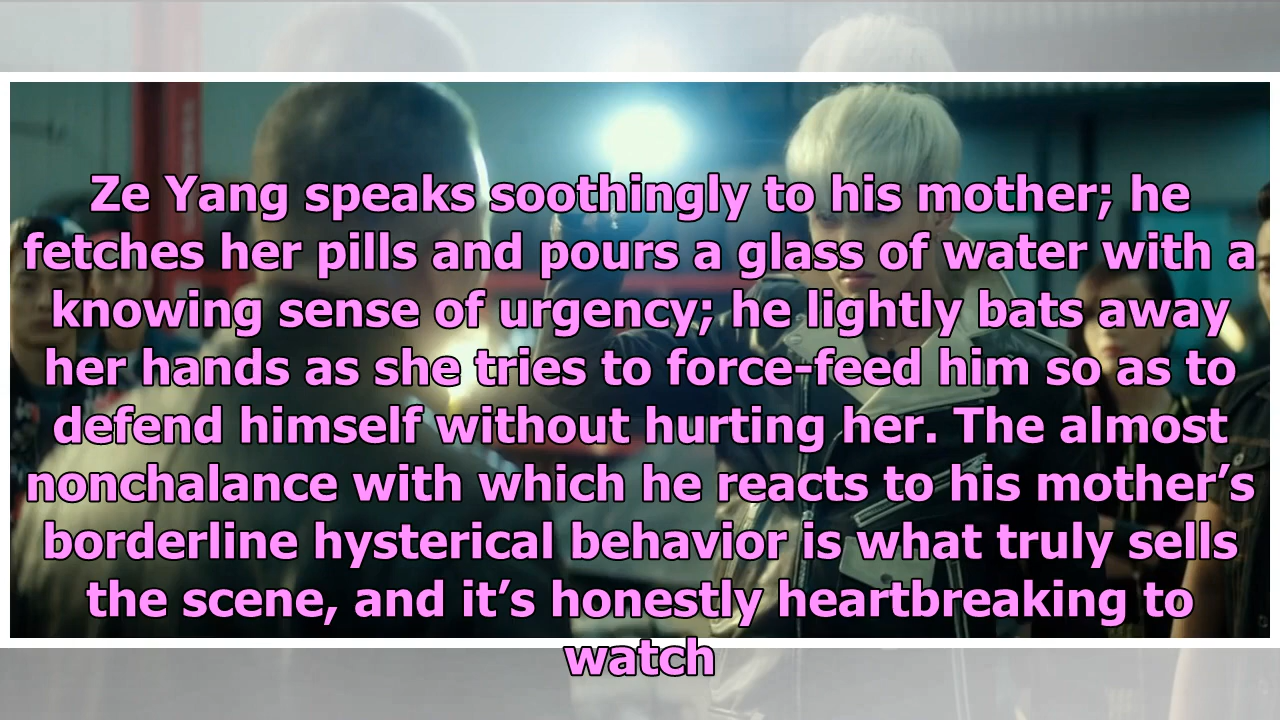 Ze Yang speaks soothingly to his mother; he
fetches her pills and pours a glass of water with a
knowing sense of urgency; he lightly bats away
her hands as she tries to force-feed him so as to
defend himself without hurting her. The almost
nonchalance with which he reacts to his mother’s
borderline hysterical behavior is what truly sells
the scene, and it’s honestly heartbreaking to
watch